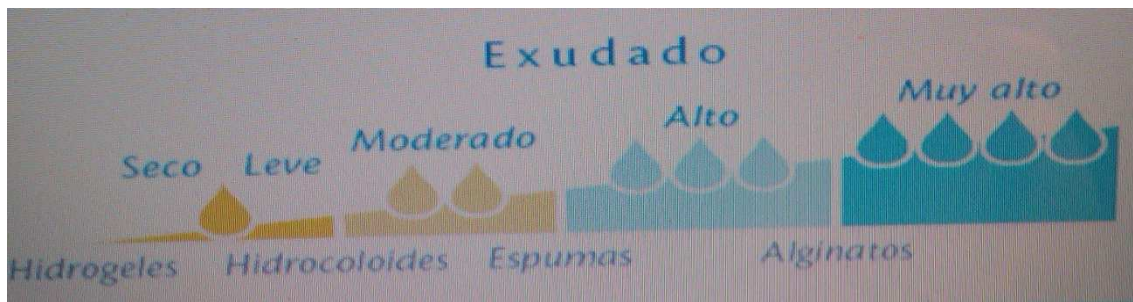 Exudado
Muy alto
Alto
Moderado
Seco Leve
Hidrogeles Hidrocoloides Espumas Alginatos